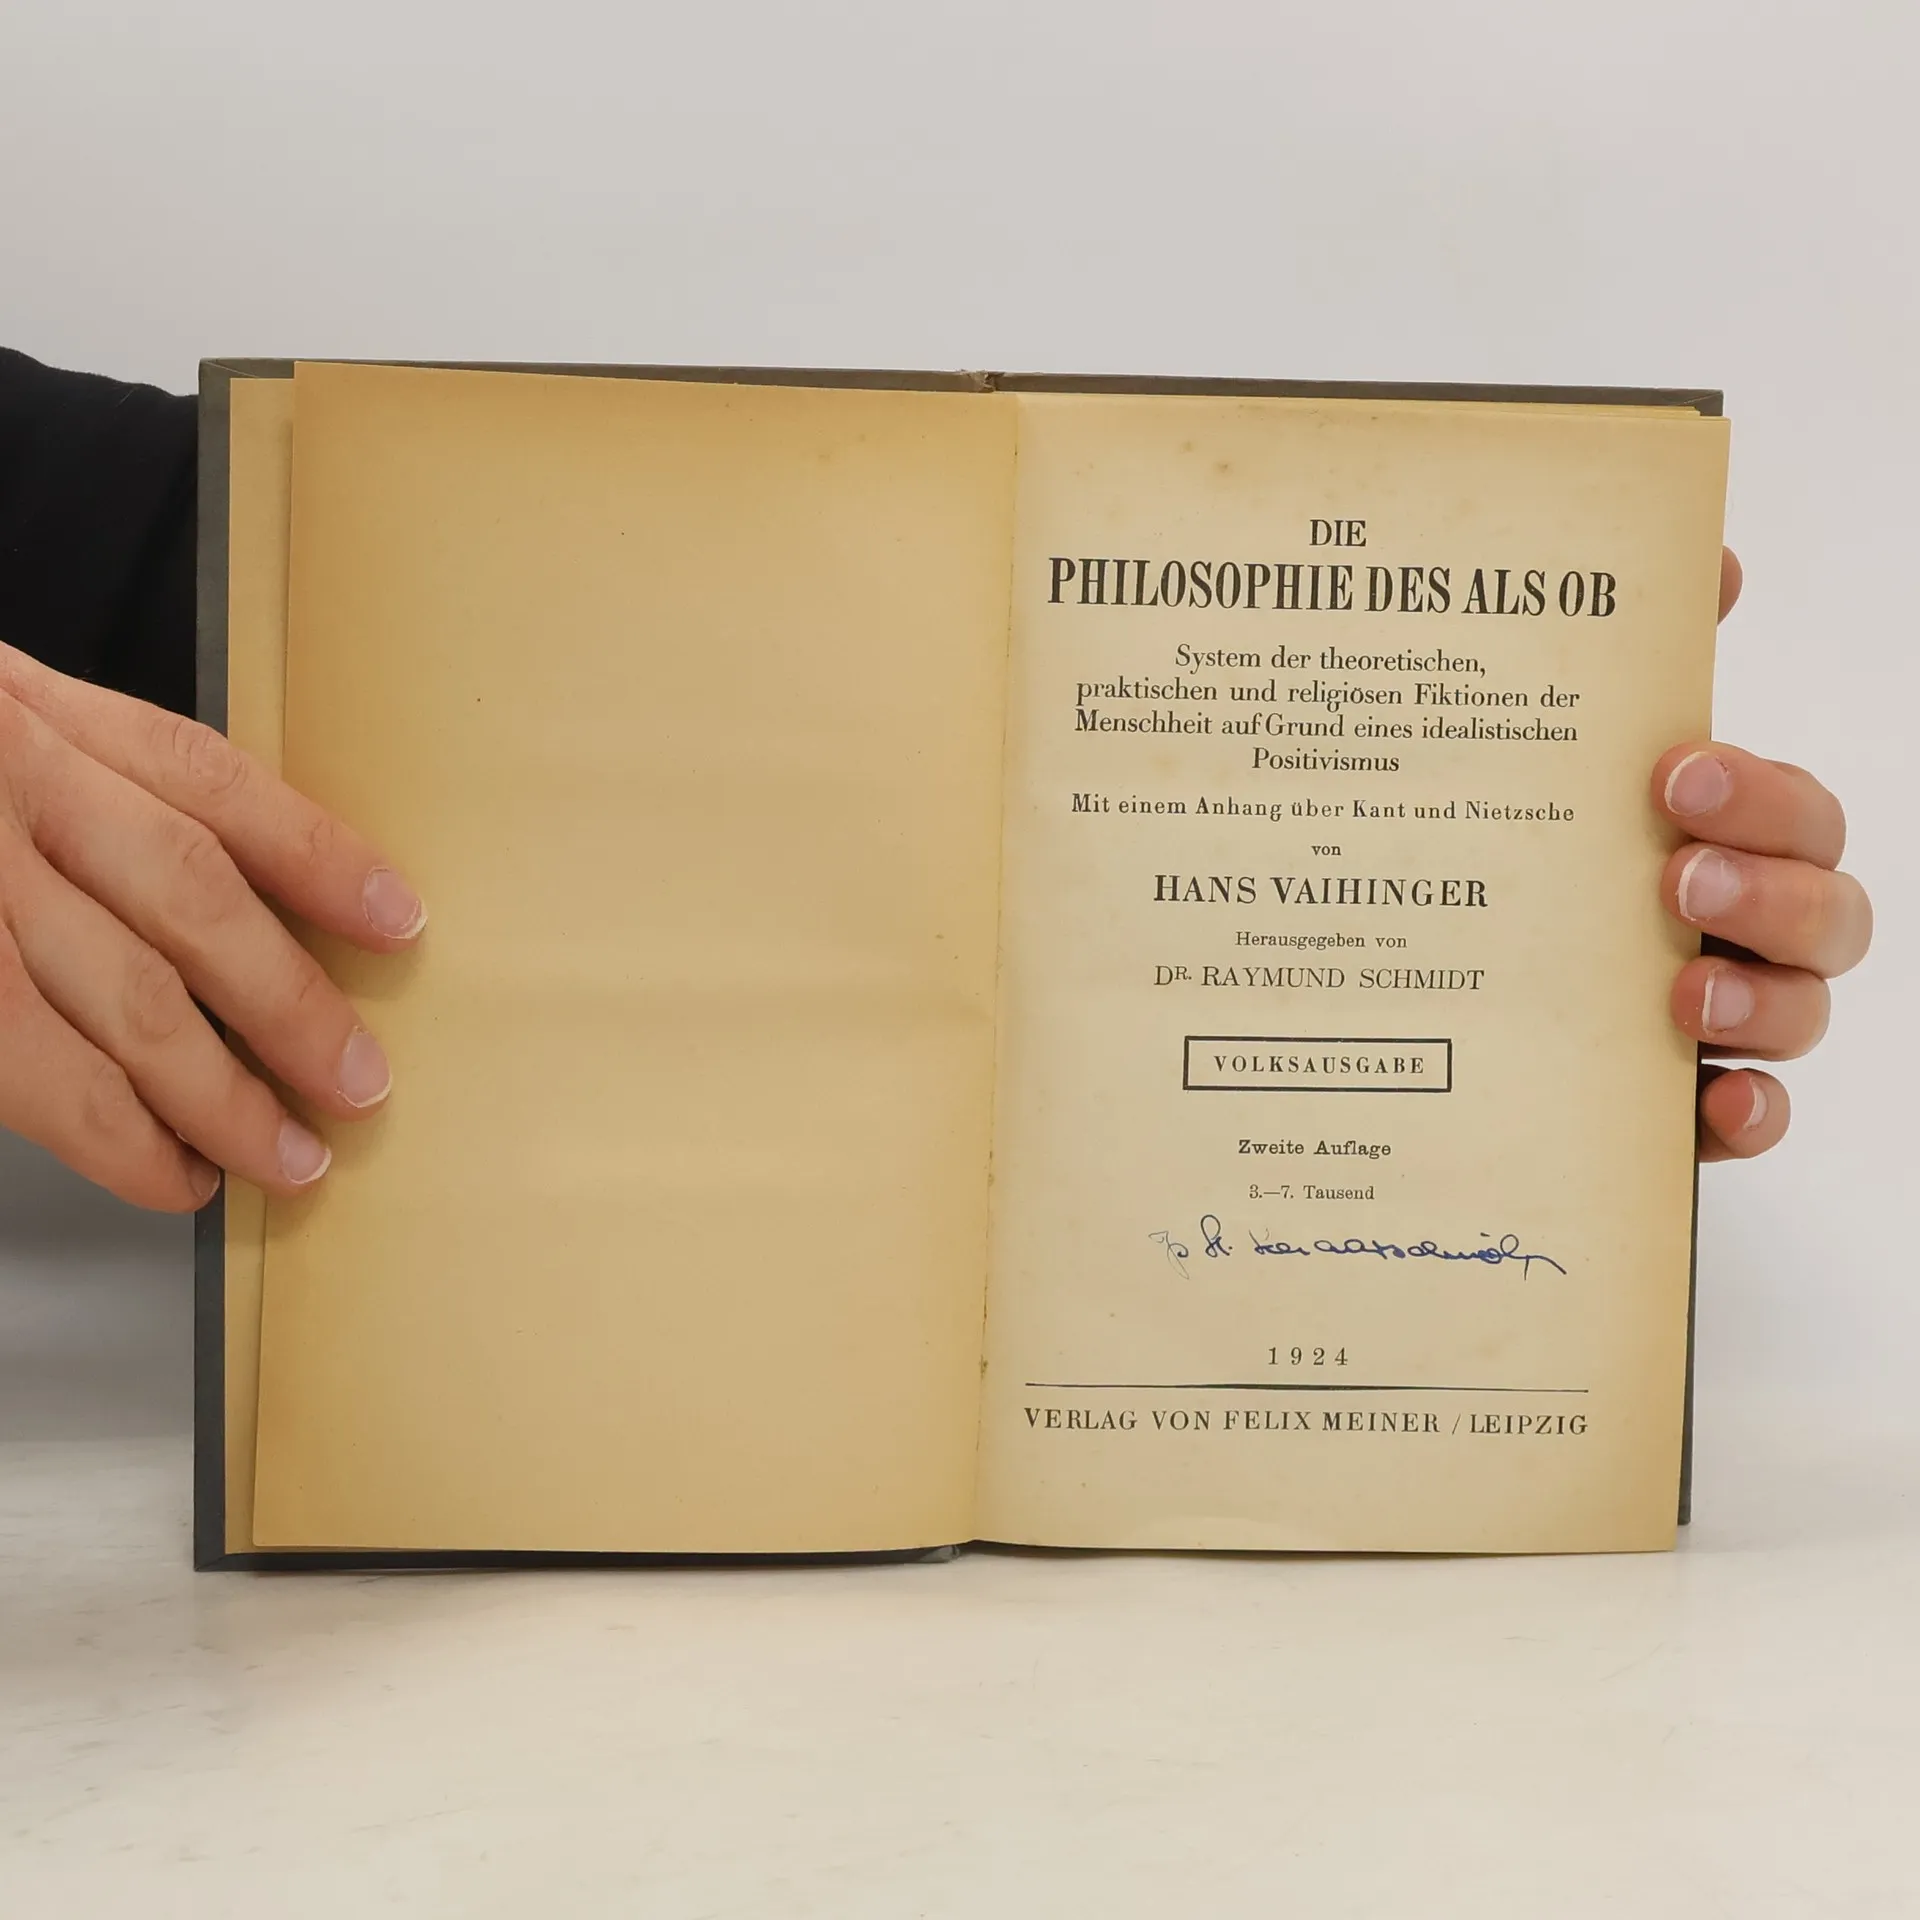 DIE
PHILOSOPHIE DES ALS OB
System der theoretischen,
praktischen und religiösen Fiktionen der
Menschheit auf Grund eines idealistischen
Positivismus
Mit einem Anhang über Kant und Nietzsche
von
HANS VAIHINGER
Herausgegeben von
DR. RAYMUND SCHMIDT
VOLKSAUSGABE
Zweite Auflage
3.—7. Tausend
1924
VERLAG VON FELIX MEINER / LEIPZIG